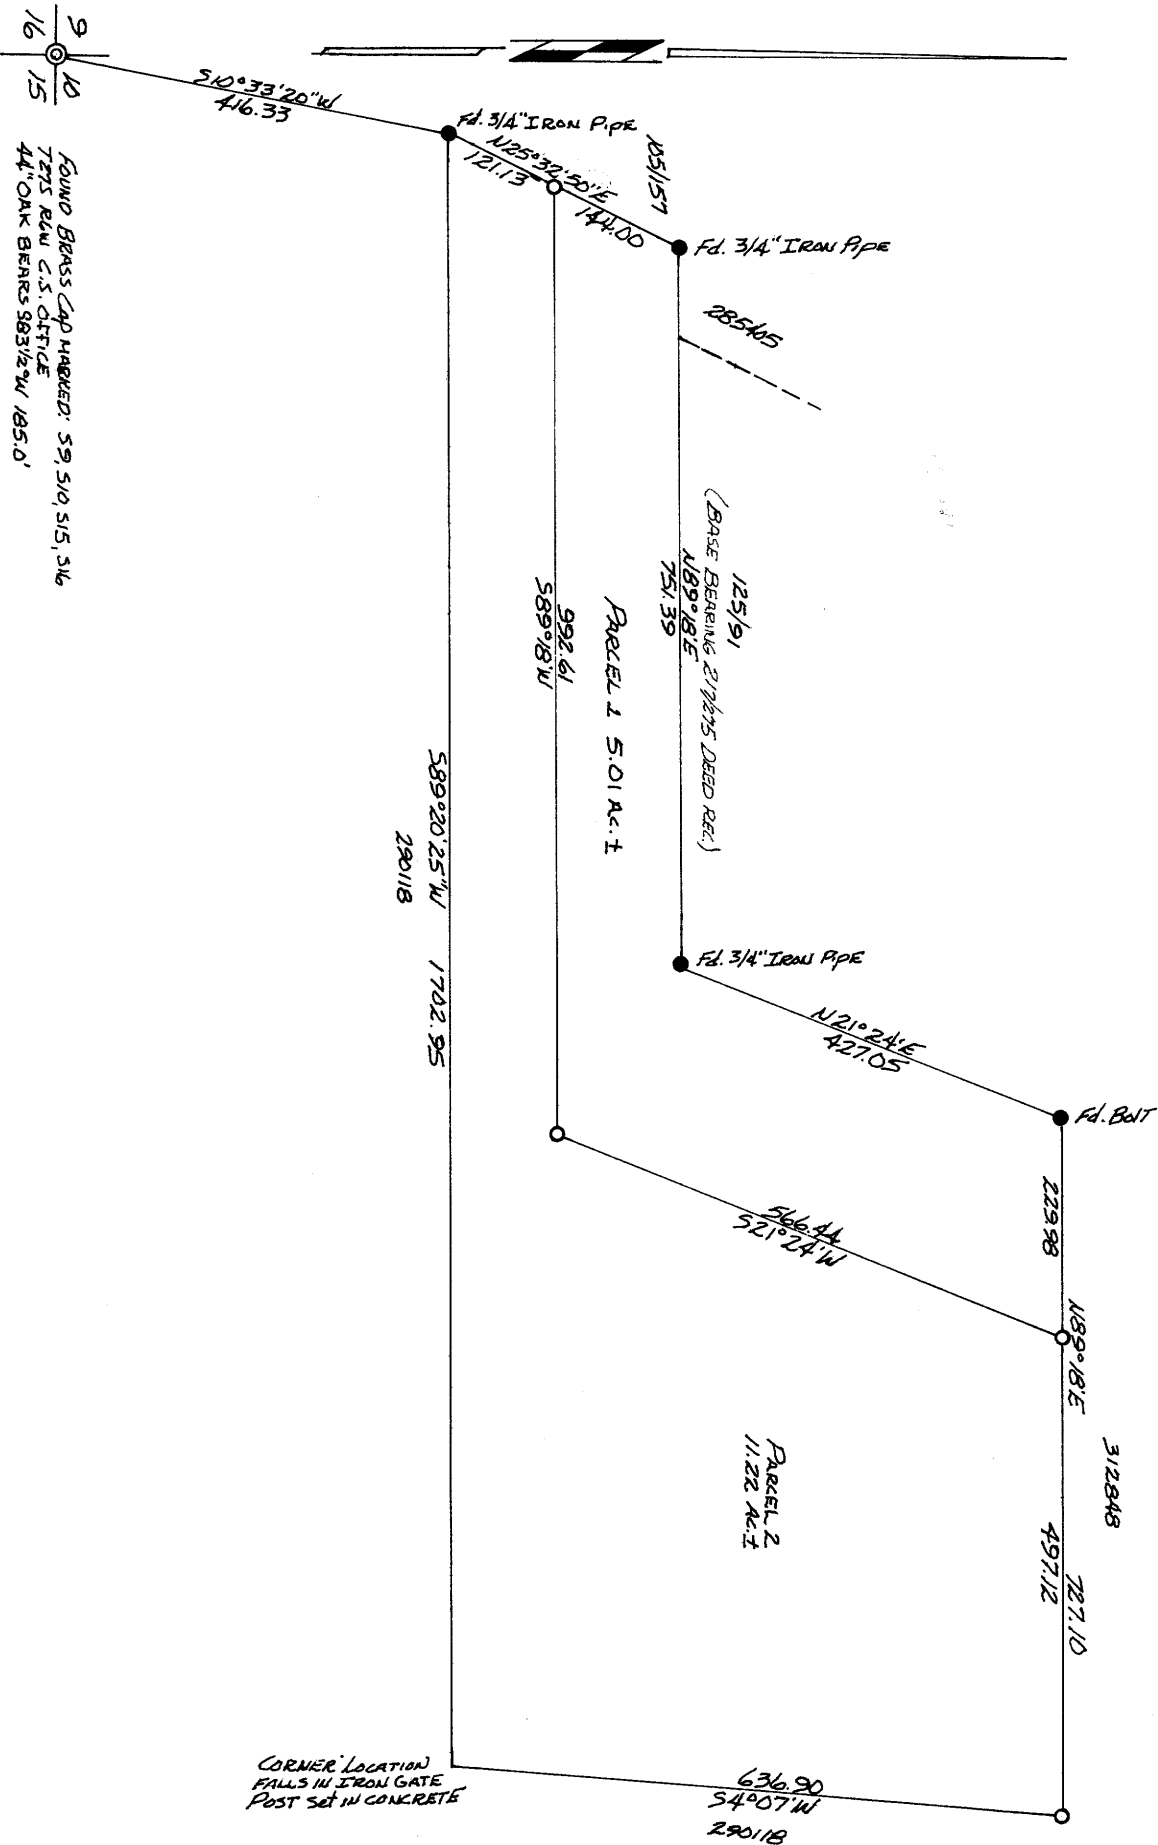 9
10
16
15
S10°33'20"W
416.33
FOUND BRASS CAP MARKED: S9, S10, S15, S16
T27S R6W C.S. OFFICE
44" OAK BEARS S83 1/2°W 185.0'
Fd. 3/4" IRON PIPE
N25°32'50"E
121.13
144.00
105/157
Fd. 3/4" IRON PIPE
285405
125/91
(BASE BEARING 217/275 DEED REC.)
N89°18'E
751.39
PARCEL 1 5.01 AC.±
992.61
S89°18'W
S89°20'25"W 1702.95
290118
Fd. 3/4" IRON PIPE
N21°24'E
427.05
Fd. BOLT
566.44
S21°24'W
229.98
N89°18'E
312848
727.10
497.12
PARCEL 2
11.22 AC.±
CORNER LOCATION
FALLS IN IRON GATE
POST SET IN CONCRETE
636.90
S4°07'W
290118